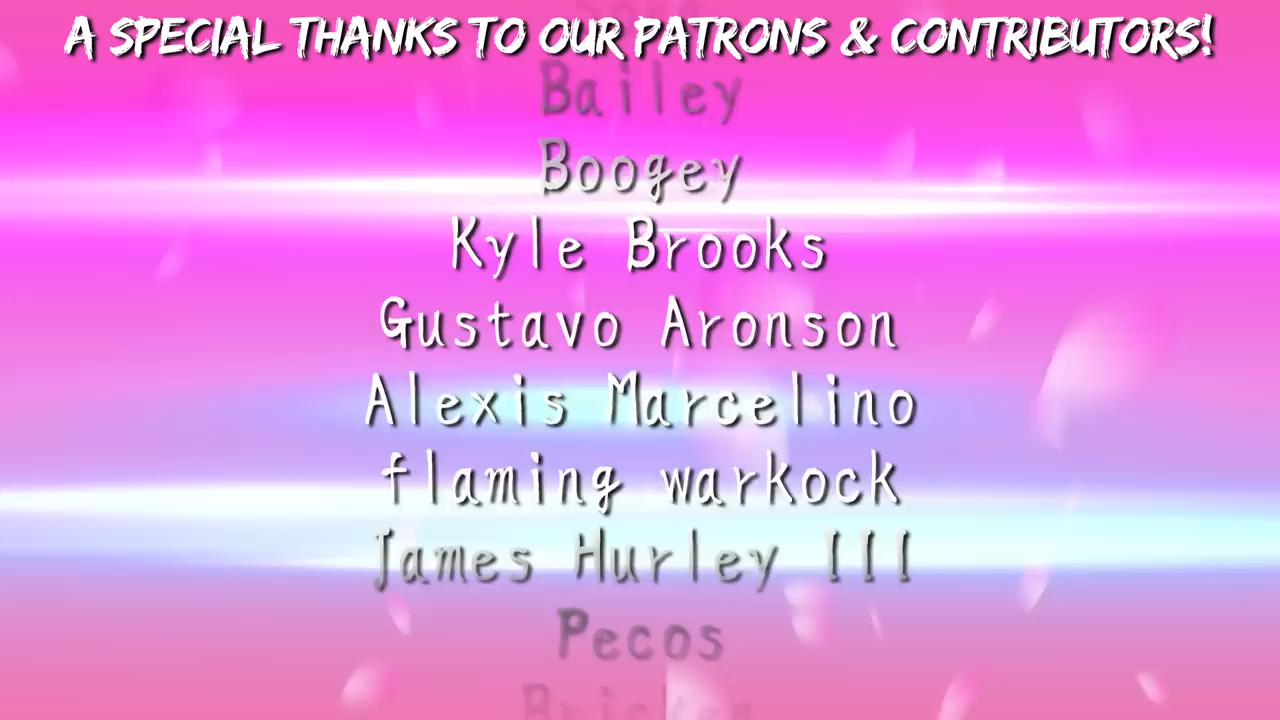 A SPECIAL THANKS TO OUR PATRONS & CONTRIBUTORS!
Bailey
Boogey
Kyle Brooks
Gustavo Aronson
Alexis Marcelino
flaming warkock
James Hurley III
Pecos